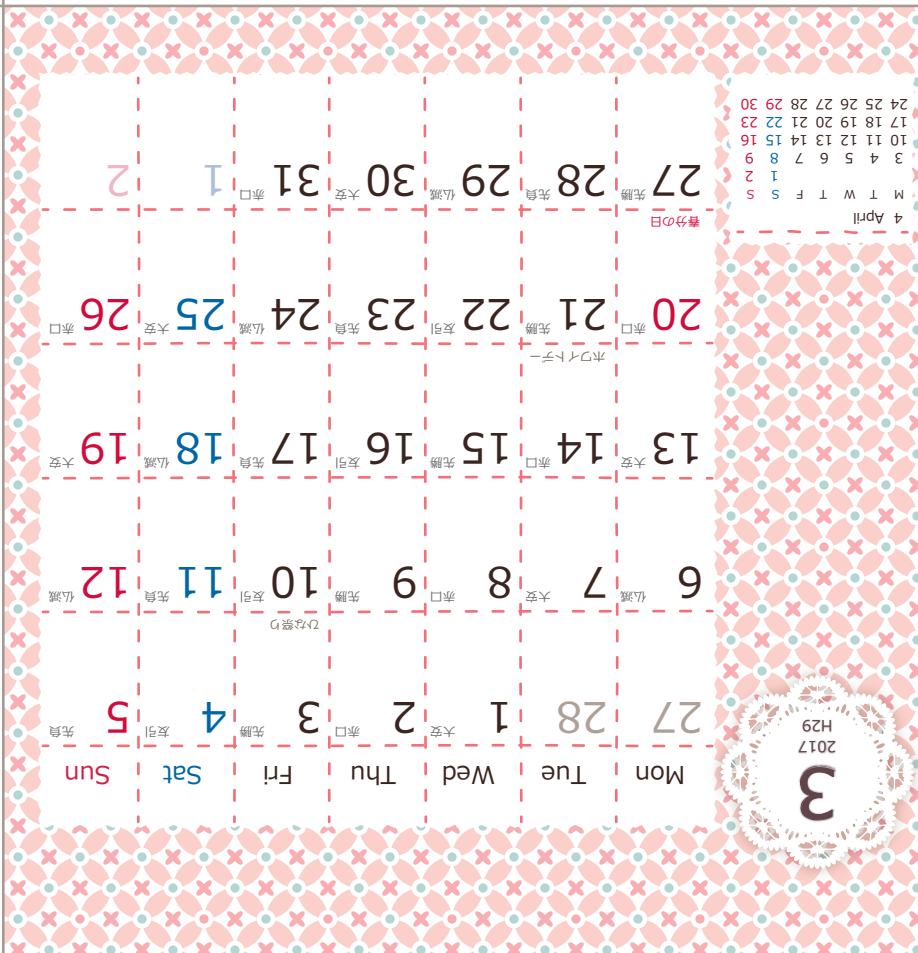 3
2017
H29
Mon Tue Wed Thu Fri Sat Sun
27 28 1 大安 2 赤口 3 先勝 4 友引 5 先負
ひな祭り
6 仏滅 7 大安 8 赤口 9 先勝 10 友引 11 先負 12 仏滅
13 大安 14 赤口 15 先勝 16 友引 17 先負 18 仏滅 19 大安
ホワイトデー
20 赤口 21 先勝 22 友引 23 先負 24 仏滅 25 大安 26 赤口
春分の日
27 先勝 28 先負 29 仏滅 30 大安 31 赤口 1 2
4 April
M T W T F S S
1 2
3 4 5 6 7 8 9
10 11 12 13 14 15 16
17 18 19 20 21 22 23
24 25 26 27 28 29 30